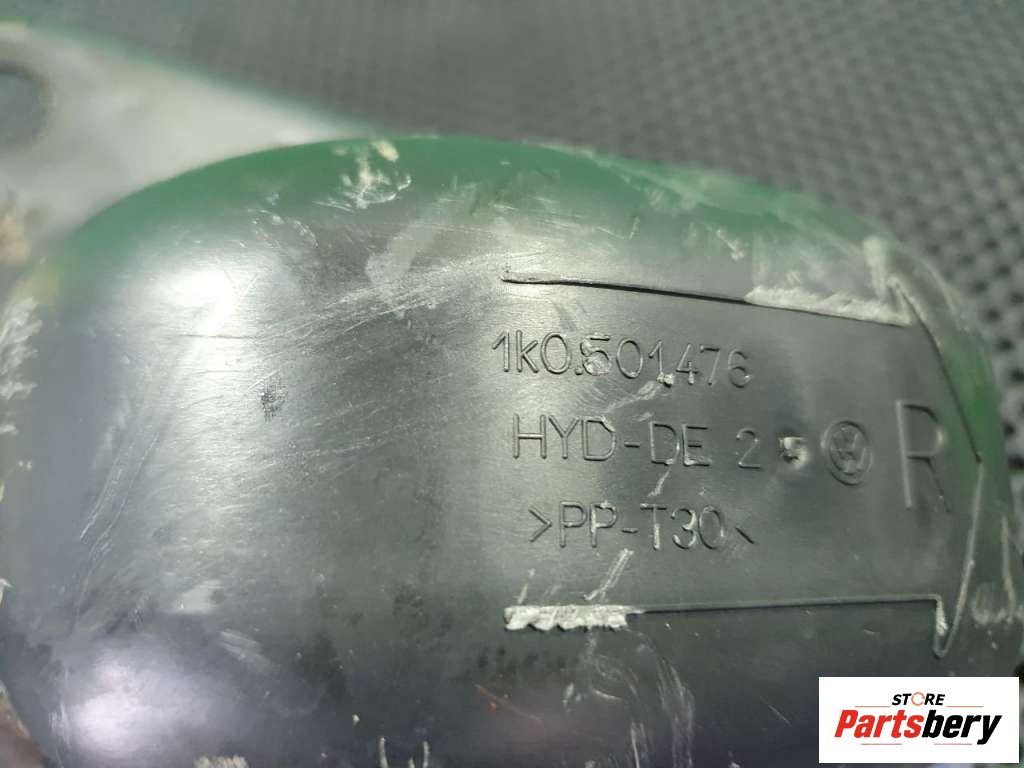 1k0.501476
HYD-DE 2
R
>PP-T30<
STORE
Partsbery